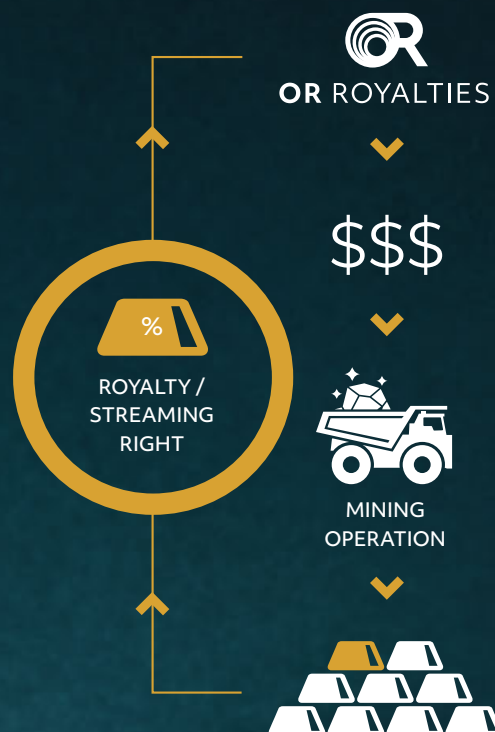 OR ROYALTIES
$$$
%
ROYALTY /
STREAMING
RIGHT
MINING
OPERATION